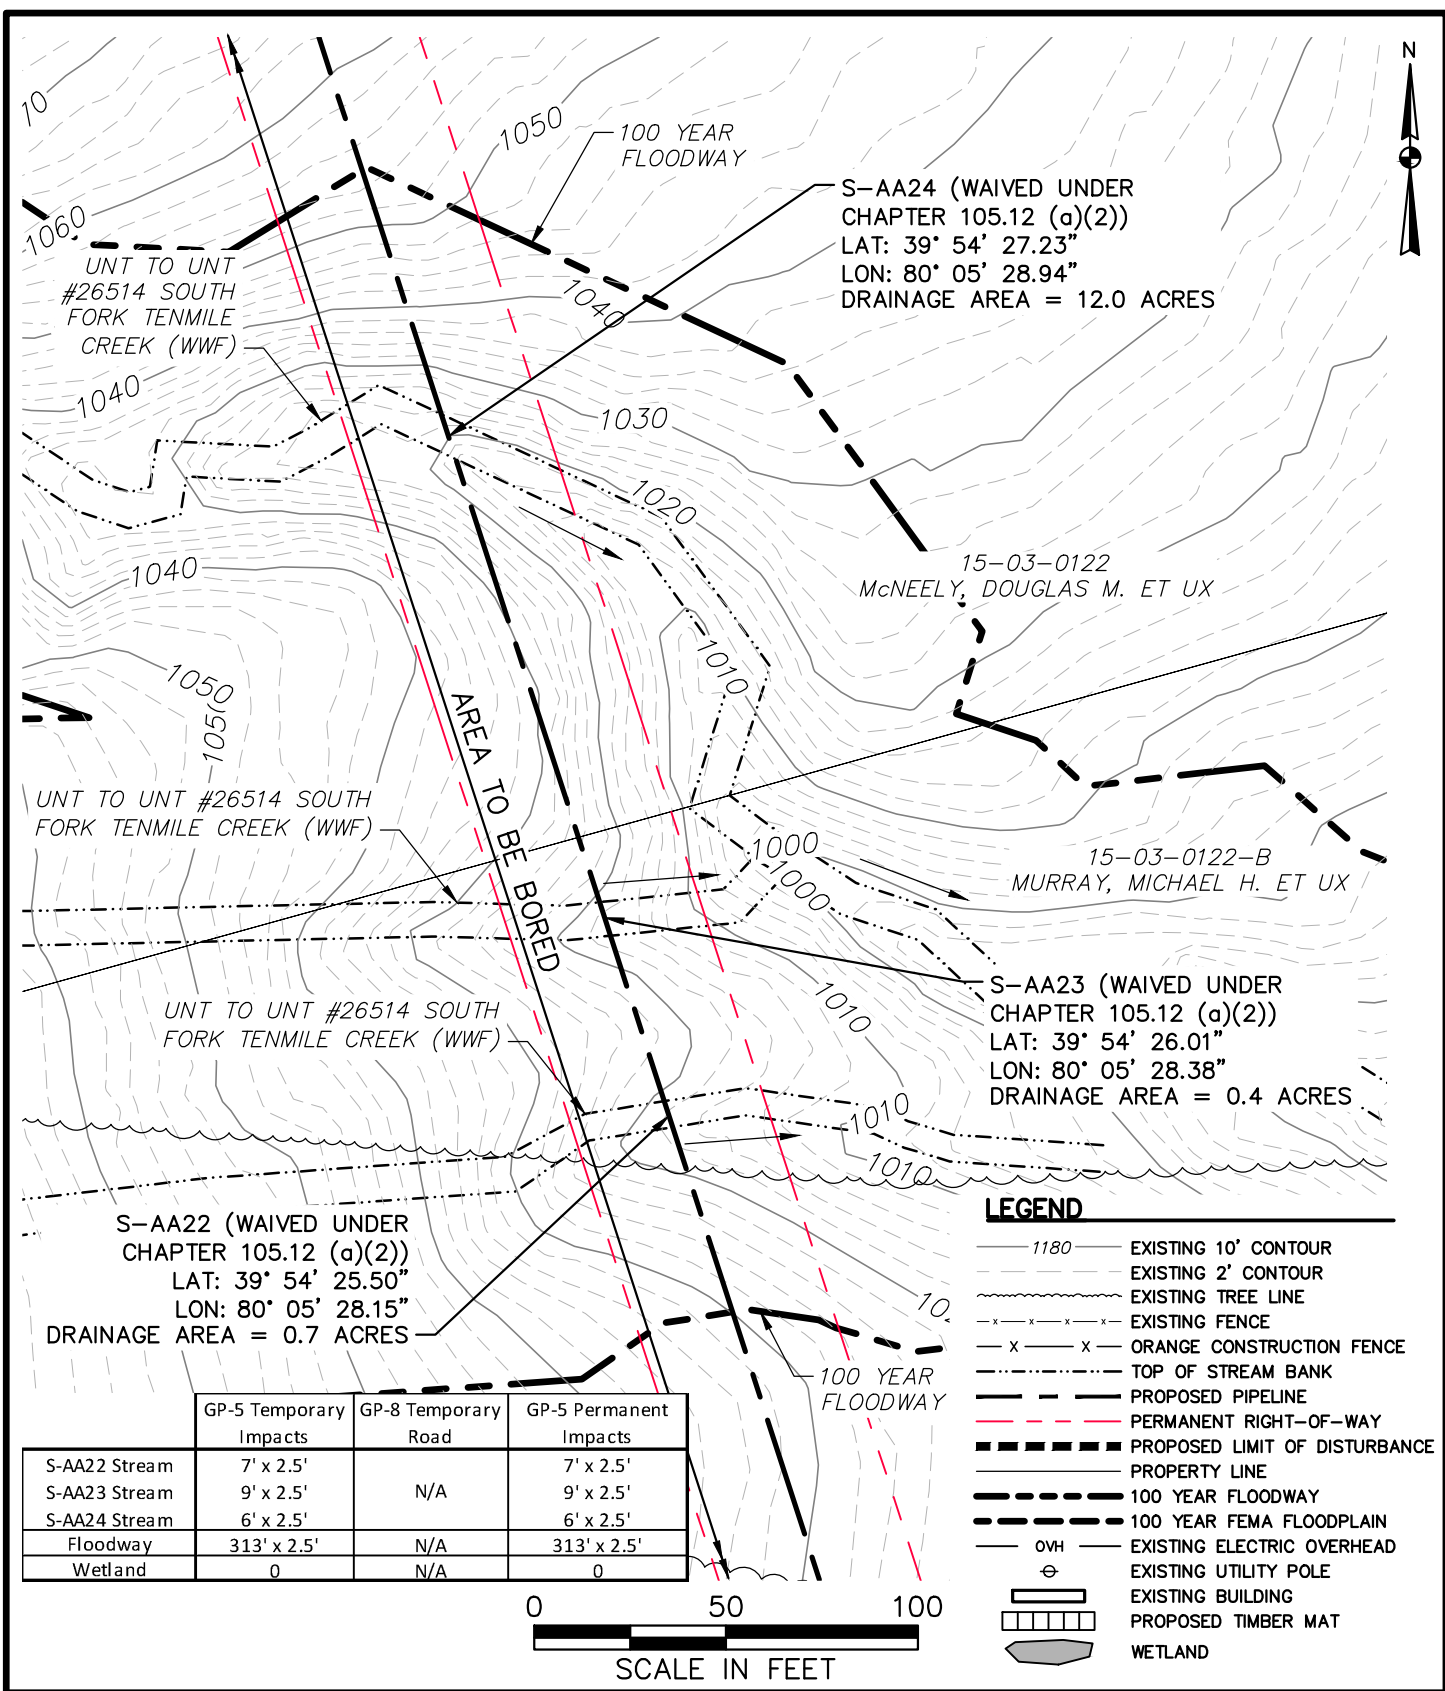 N
10
1050
100 YEAR
FLOODWAY
S-AA24 (WAIVED UNDER
CHAPTER 105.12 (a)(2))
LAT: 39° 54' 27.23"
LON: 80° 05' 28.94"
DRAINAGE AREA = 12.0 ACRES
1060
UNT TO UNT
#26514 SOUTH
FORK TENMILE
CREEK (WWF)
1040
1040
1030
1020
1040
15-03-0122
McNEELY, DOUGLAS M. ET UX
1010
1050
1050
AREA TO BE BORED
UNT TO UNT #26514 SOUTH
FORK TENMILE CREEK (WWF)
1000
1000
15-03-0122-B
MURRAY, MICHAEL H. ET UX
UNT TO UNT #26514 SOUTH
FORK TENMILE CREEK (WWF)
1010
S-AA23 (WAIVED UNDER
CHAPTER 105.12 (a)(2))
LAT: 39° 54' 26.01"
LON: 80° 05' 28.38"
DRAINAGE AREA = 0.4 ACRES
1010
1010
S-AA22 (WAIVED UNDER
CHAPTER 105.12 (a)(2))
LAT: 39° 54' 25.50"
LON: 80° 05' 28.15"
DRAINAGE AREA = 0.7 ACRES
10
100 YEAR
FLOODWAY
LEGEND
1180 EXISTING 10' CONTOUR
EXISTING 2' CONTOUR
EXISTING TREE LINE
x x x x EXISTING FENCE
X X ORANGE CONSTRUCTION FENCE
TOP OF STREAM BANK
PROPOSED PIPELINE
PERMANENT RIGHT-OF-WAY
PROPOSED LIMIT OF DISTURBANCE
PROPERTY LINE
100 YEAR FLOODWAY
100 YEAR FEMA FLOODPLAIN
OVH EXISTING ELECTRIC OVERHEAD
EXISTING UTILITY POLE
EXISTING BUILDING
PROPOSED TIMBER MAT
WETLAND
GP-5 Temporary Impacts GP-8 Temporary Road GP-5 Permanent Impacts
S-AA22 Stream 7' x 2.5' 7' x 2.5'
S-AA23 Stream 9' x 2.5' N/A 9' x 2.5'
S-AA24 Stream 6' x 2.5' 6' x 2.5'
Floodway 313' x 2.5' N/A 313' x 2.5'
Wetland 0 N/A 0
0 50 100
SCALE IN FEET